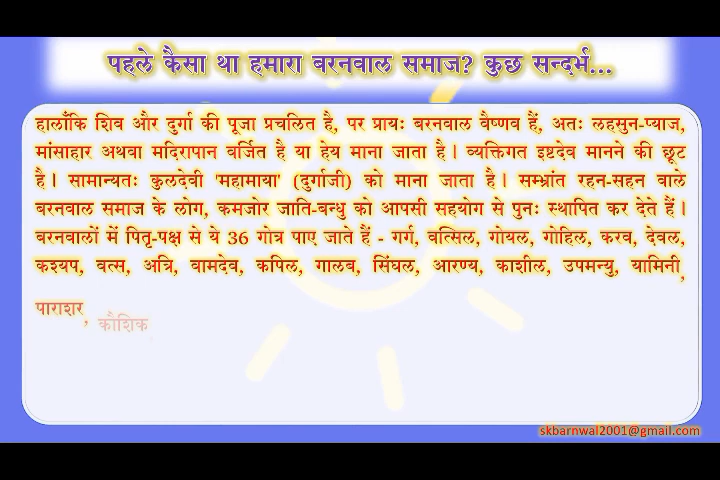 पहले कैसा था हमारा बरनवाल समाज? कुछ सन्दर्भ...
हालाँकि शिव और दुर्गा की पूजा प्रचलित है, पर प्रायः बरनवाल वैष्णव हैं, अतः लहसुन-प्याज,
मांसाहार अथवा मदिरापान वर्जित है या हेय माना जाता है। व्यक्तिगत इष्टदेव मानने की छूट
है। सामान्यतः कुलदेवी 'महामाया' (दुर्गाजी) को माना जाता है। सम्भ्रांत रहन-सहन वाले
बरनवाल समाज के लोग, कमजोर जाति-बन्धु को आपसी सहयोग से पुनः स्थापित कर देते हैं।
बरनवालों में पितृ-पक्ष से ये 36 गोत्र पाए जाते हैं - गर्ग, वत्सिल, गोयल, गोहिल, करव, देवल,
कश्यप, वत्स, अत्रि, वामदेव, कपिल, गालब, सिंघल, आरण्य, काशील, उपमन्यु, यामिनी,
पाराशर, कौशिक
skbarnwal2001@gmail.com